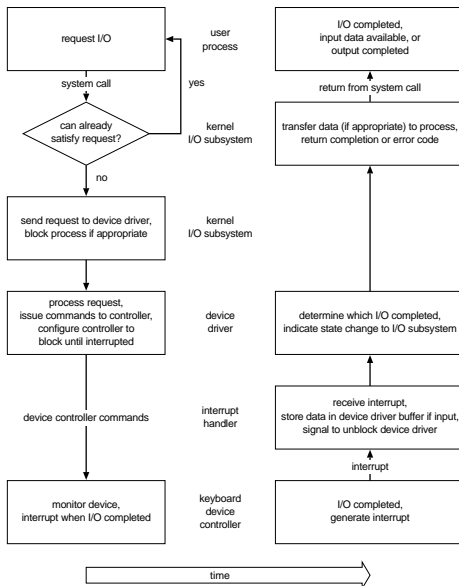 request I/O
user
process
I/O completed,
input data available, or
output completed
system call
yes
return from system call
can already
satisfy request?
kernel
I/O subsystem
transfer data (if appropriate) to process,
return completion or error code
no
send request to device driver,
block process if appropriate
kernel
I/O subsystem
process request,
issue commands to controller,
configure controller to
block until interrupted
device
driver
determine which I/O completed,
indicate state change to I/O subsystem
device controller commands
interrupt
handler
receive interrupt,
store data in device driver buffer if input,
signal to unblock device driver
interrupt
monitor device,
interrupt when I/O completed
keyboard
device
controller
I/O completed,
generate interrupt
time